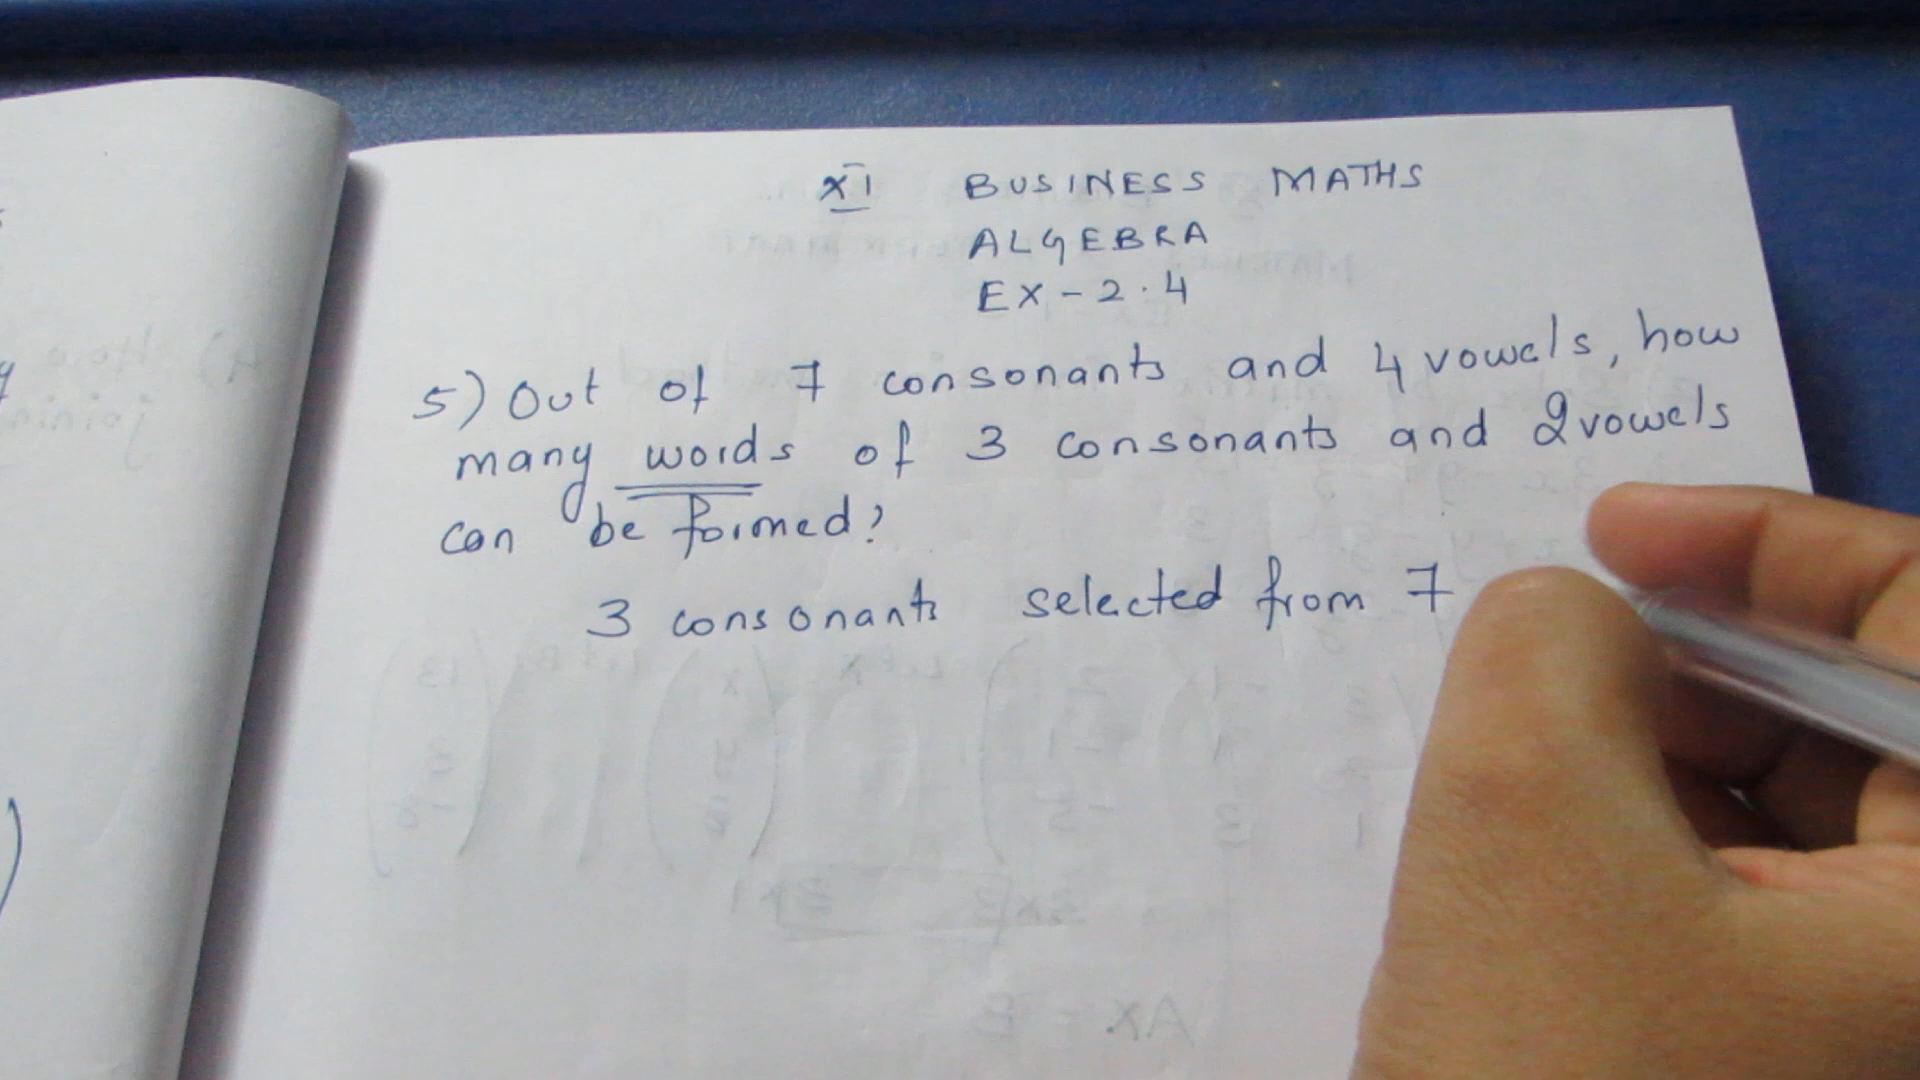 XI BUSINESS MATHS
ALGEBRA
EX - 2.4
5) Out of 7 consonants and 4 vowels, how
many words of 3 consonants and 2 vowels
can be formed?
3 consonants selected from 7